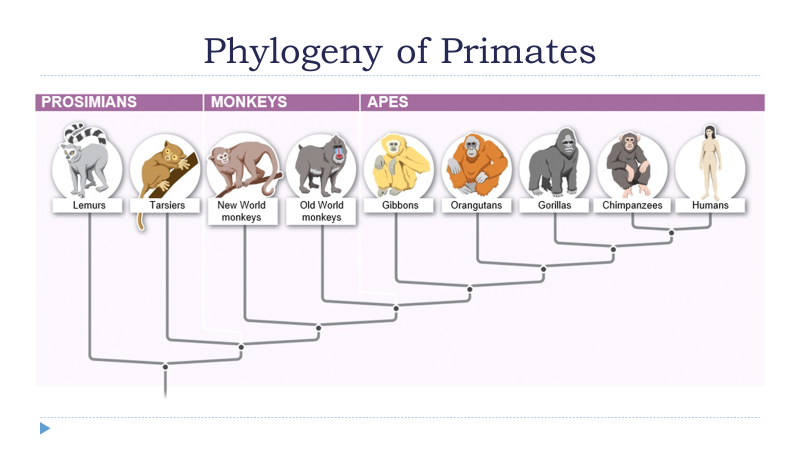 Phylogeny of Primates
PROSIMIANS
MONKEYS
APES
Lemurs
Tarsiers
New World
monkeys
Old World
monkeys
Gibbons
Orangutans
Gorillas
Chimpanzees
Humans